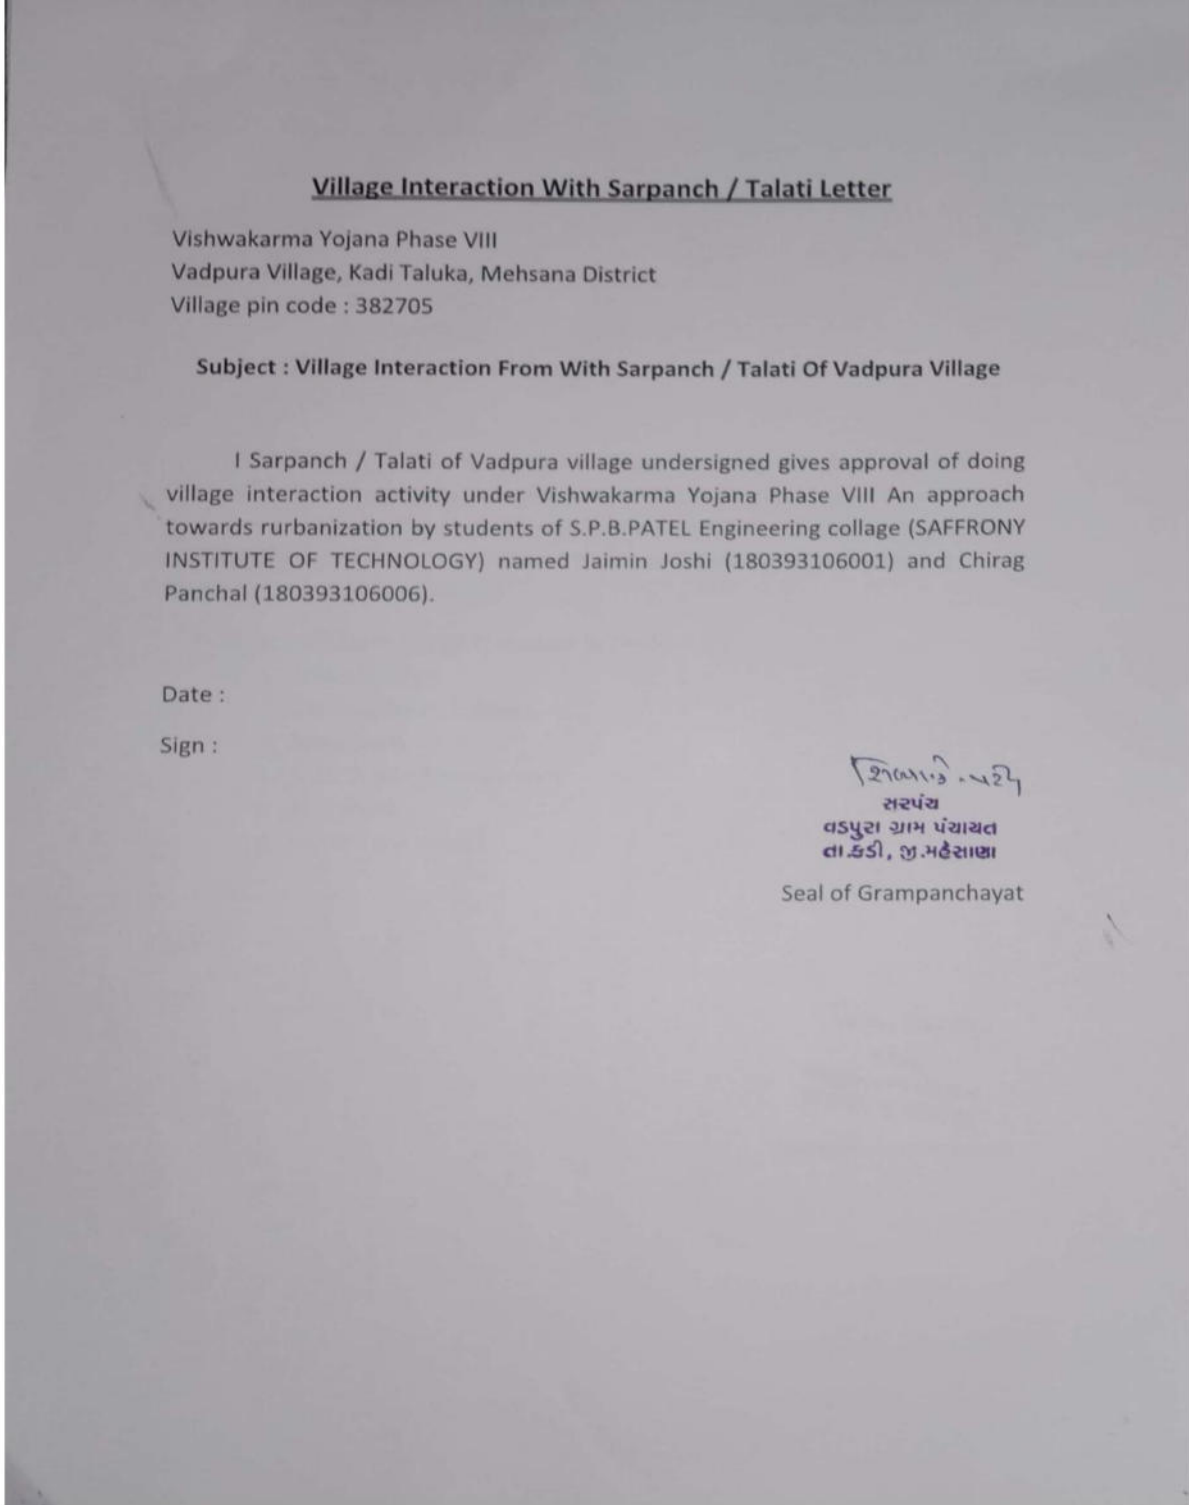 Village Interaction With Sarpanch / Talati Letter
Vishwakarma Yojana Phase VIII
Vadpura Village, Kadi Taluka, Mehsana District
Village pin code : 382705
Subject : Village Interaction From With Sarpanch / Talati Of Vadpura Village
I Sarpanch / Talati of Vadpura village undersigned gives approval of doing
village interaction activity under Vishwakarma Yojana Phase VIII An approach
towards rurbanization by students of S.P.B.PATEL Engineering collage (SAFFRONY
INSTITUTE OF TECHNOLOGY) named Jaimin Joshi (180393106001) and Chirag
Panchal (180393106006).
Date :
Sign :
સરપંચ
વડપુરા ગ્રામ પંચાયત
તા.કડી, જી.મહેસાણા
Seal of Grampanchayat